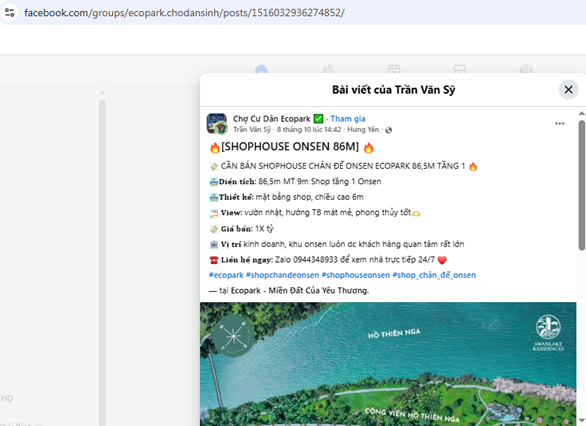 facebook.com/groups/ecopark.chodansinh/posts/1516032936274852/
Bài viết của Trần Văn Sỹ
Chợ Cư Dân Ecopark ✅ · Tham gia
Trần Văn Sỹ · 8 tháng 10 lúc 14:42 · Hưng Yên ·
🔥[SHOPHOUSE ONSEN 86M] 🔥
💸 CẦN BÁN SHOPHOUSE CHÂN ĐẾ ONSEN ECOPARK 86,5M TẦNG 1 🔥
Diện tích: 86,5m MT 9m Shop tầng 1 Onsen
Thiết kế: mặt bằng shop, chiều cao 6m
View: vườn nhật, hướng TB mát mẻ, phong thủy tốt🫶
💸 Giá bán: 1X tỷ
🏦 Vị trí kinh doanh, khu onsen luôn dc khách hàng quan tâm rất lớn
☎️ Liên hệ ngay: Zalo 0944348933 để xem nhà trực tiếp 24/7 ❤️
#ecopark #shopchandeonsen #shophouseonsen #shop_chân_đế_onsen
— tại Ecopark - Miền Đất Của Yêu Thương.
HỒ THIÊN NGA
SWANLAKE
RESIDENCES
CÔNG VIÊN HỒ THIÊN NGA